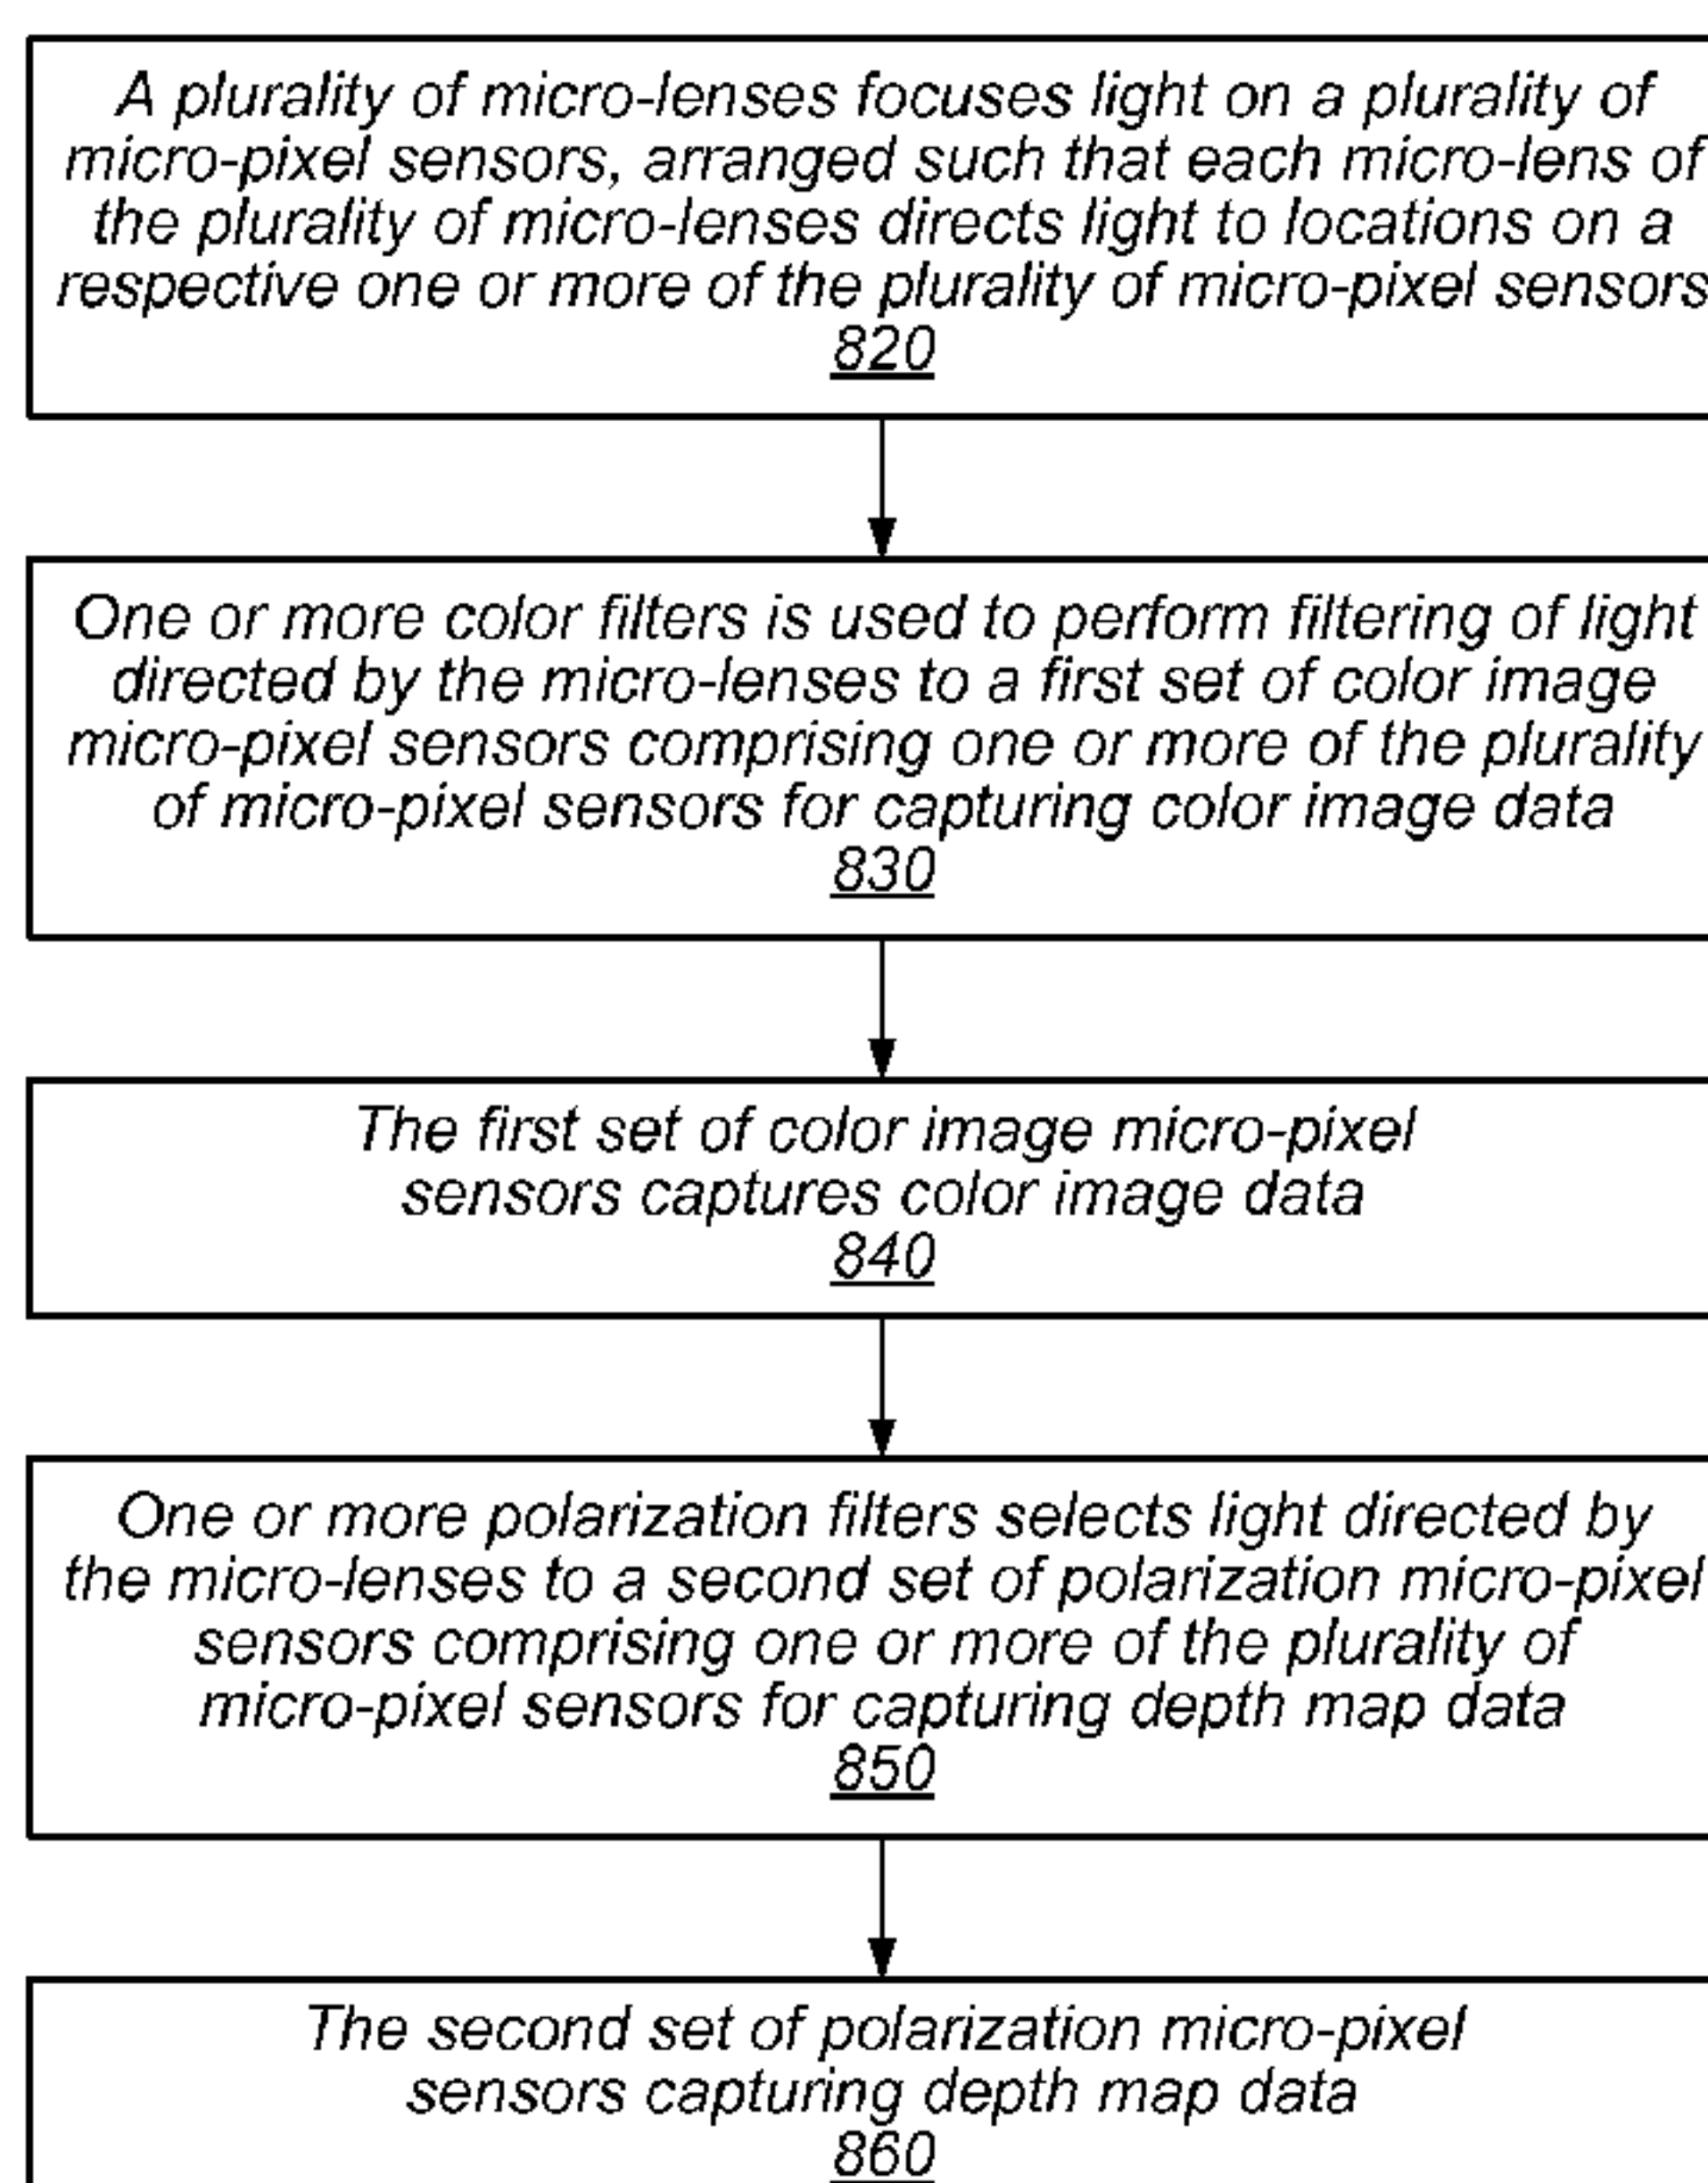 A plurality of micro-lenses focuses light on a plurality of
micro-pixel sensors, arranged such that each micro-lens of
the plurality of micro-lenses directs light to locations on a
respective one or more of the plurality of micro-pixel sensors
820
One or more color filters is used to perform filtering of light
directed by the micro-lenses to a first set of color image
micro-pixel sensors comprising one or more of the plurality
of micro-pixel sensors for capturing color image data
830
The first set of color image micro-pixel
sensors captures color image data
840
One or more polarization filters selects light directed by
the micro-lenses to a second set of polarization micro-pixel
sensors comprising one or more of the plurality of
micro-pixel sensors for capturing depth map data
850
The second set of polarization micro-pixel
sensors capturing depth map data
860